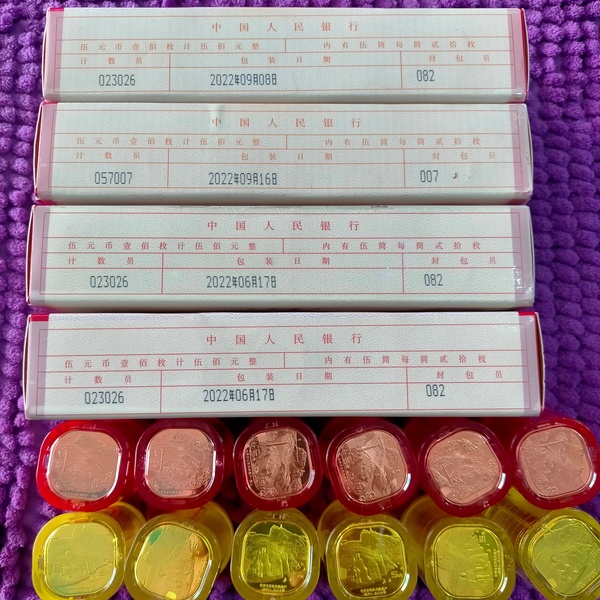 中国人民银行
伍元币壹佰枚计伍佰元整 内有伍筒每筒贰拾枚
计数员 包装日期 封包员
023026 2022年09月08日 082
中国人民银行
伍元币壹佰枚计伍佰元整 内有伍筒每筒贰拾枚
计数员 包装日期 封包员
057007 2022年09月16日 007
中国人民银行
伍元币壹佰枚计伍佰元整 内有伍筒每筒贰拾枚
计数员 包装日期 封包员
023026 2022年06月17日 082
中国人民银行
伍元币壹佰枚计伍佰元整 内有伍筒每筒贰拾枚
计数员 包装日期 封包员
023026 2022年06月17日 082